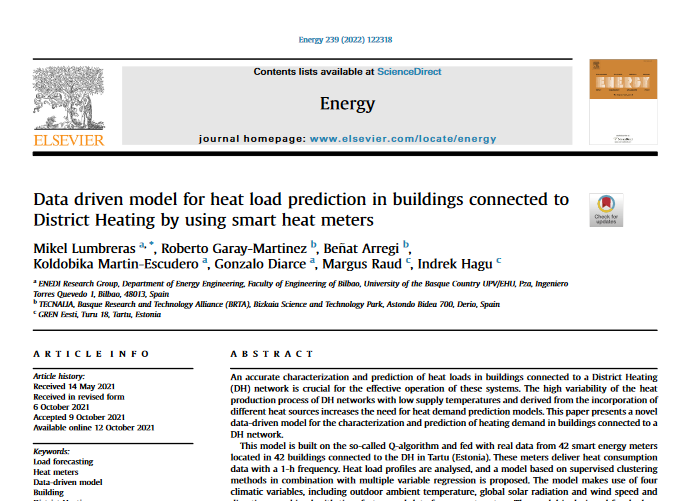 Energy 239 (2022) 122318
Contents lists available at ScienceDirect
Energy
journal homepage: www.elsevier.com/locate/energy
ELSEVIER
ENERGY
Data driven model for heat load prediction in buildings connected to
District Heating by using smart heat meters
Check for
updates
Mikel Lumbreras a, *, Roberto Garay-Martinez b, Beñat Arregi b,
Koldobika Martin-Escudero a, Gonzalo Diarce a, Margus Raud c, Indrek Hagu c
a ENEDI Research Group, Department of Energy Engineering, Faculty of Engineering of Bilbao, University of the Basque Country UPV/EHU, Pza, Ingeniero
Torres Quevedo 1, Bilbao, 48013, Spain
b TECNALIA, Basque Research and Technology Alliance (BRTA), Bizkaia Science and Technology Park, Astondo Bidea 700, Derio, Spain
c GREN Eesti, Turu 18, Tartu, Estonia
ARTICLE INFO
Article history:
Received 14 May 2021
Received in revised form
6 October 2021
Accepted 9 October 2021
Available online 12 October 2021
Keywords:
Load forecasting
Heat meters
Data-driven model
Building
District Heating
ABSTRACT
An accurate characterization and prediction of heat loads in buildings connected to a District Heating
(DH) network is crucial for the effective operation of these systems. The high variability of the heat
production process of DH networks with low supply temperatures and derived from the incorporation of
different heat sources increases the need for heat demand prediction models. This paper presents a novel
data-driven model for the characterization and prediction of heating demand in buildings connected to a
DH network.
This model is built on the so-called Q-algorithm and fed with real data from 42 smart energy meters
located in 42 buildings connected to the DH in Tartu (Estonia). These meters deliver heat consumption
data with a 1-h frequency. Heat load profiles are analysed, and a model based on supervised clustering
methods in combination with multiple variable regression is proposed. The model makes use of four
climatic variables, including outdoor ambient temperature, global solar radiation and wind speed and